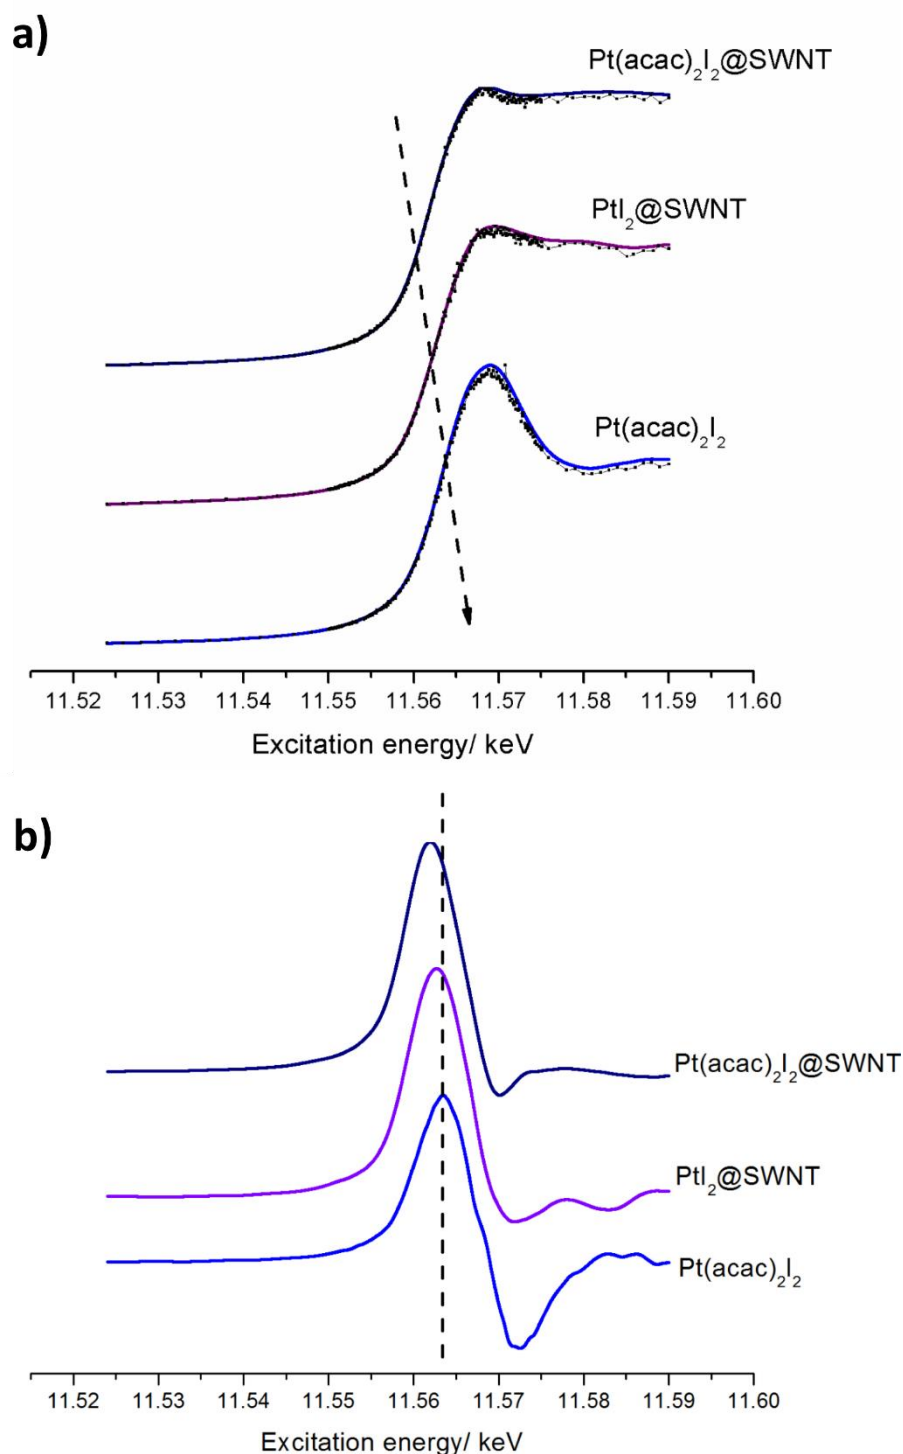 a)
Pt(acac)₂I₂@SWNT
PtI₂@SWNT
Pt(acac)₂I₂
11.52 11.53 11.54 11.55 11.56 11.57 11.58 11.59 11.60
Excitation energy/ keV
b)
Pt(acac)₂I₂@SWNT
PtI₂@SWNT
Pt(acac)₂I₂
11.52 11.53 11.54 11.55 11.56 11.57 11.58 11.59 11.60
Excitation energy/ keV